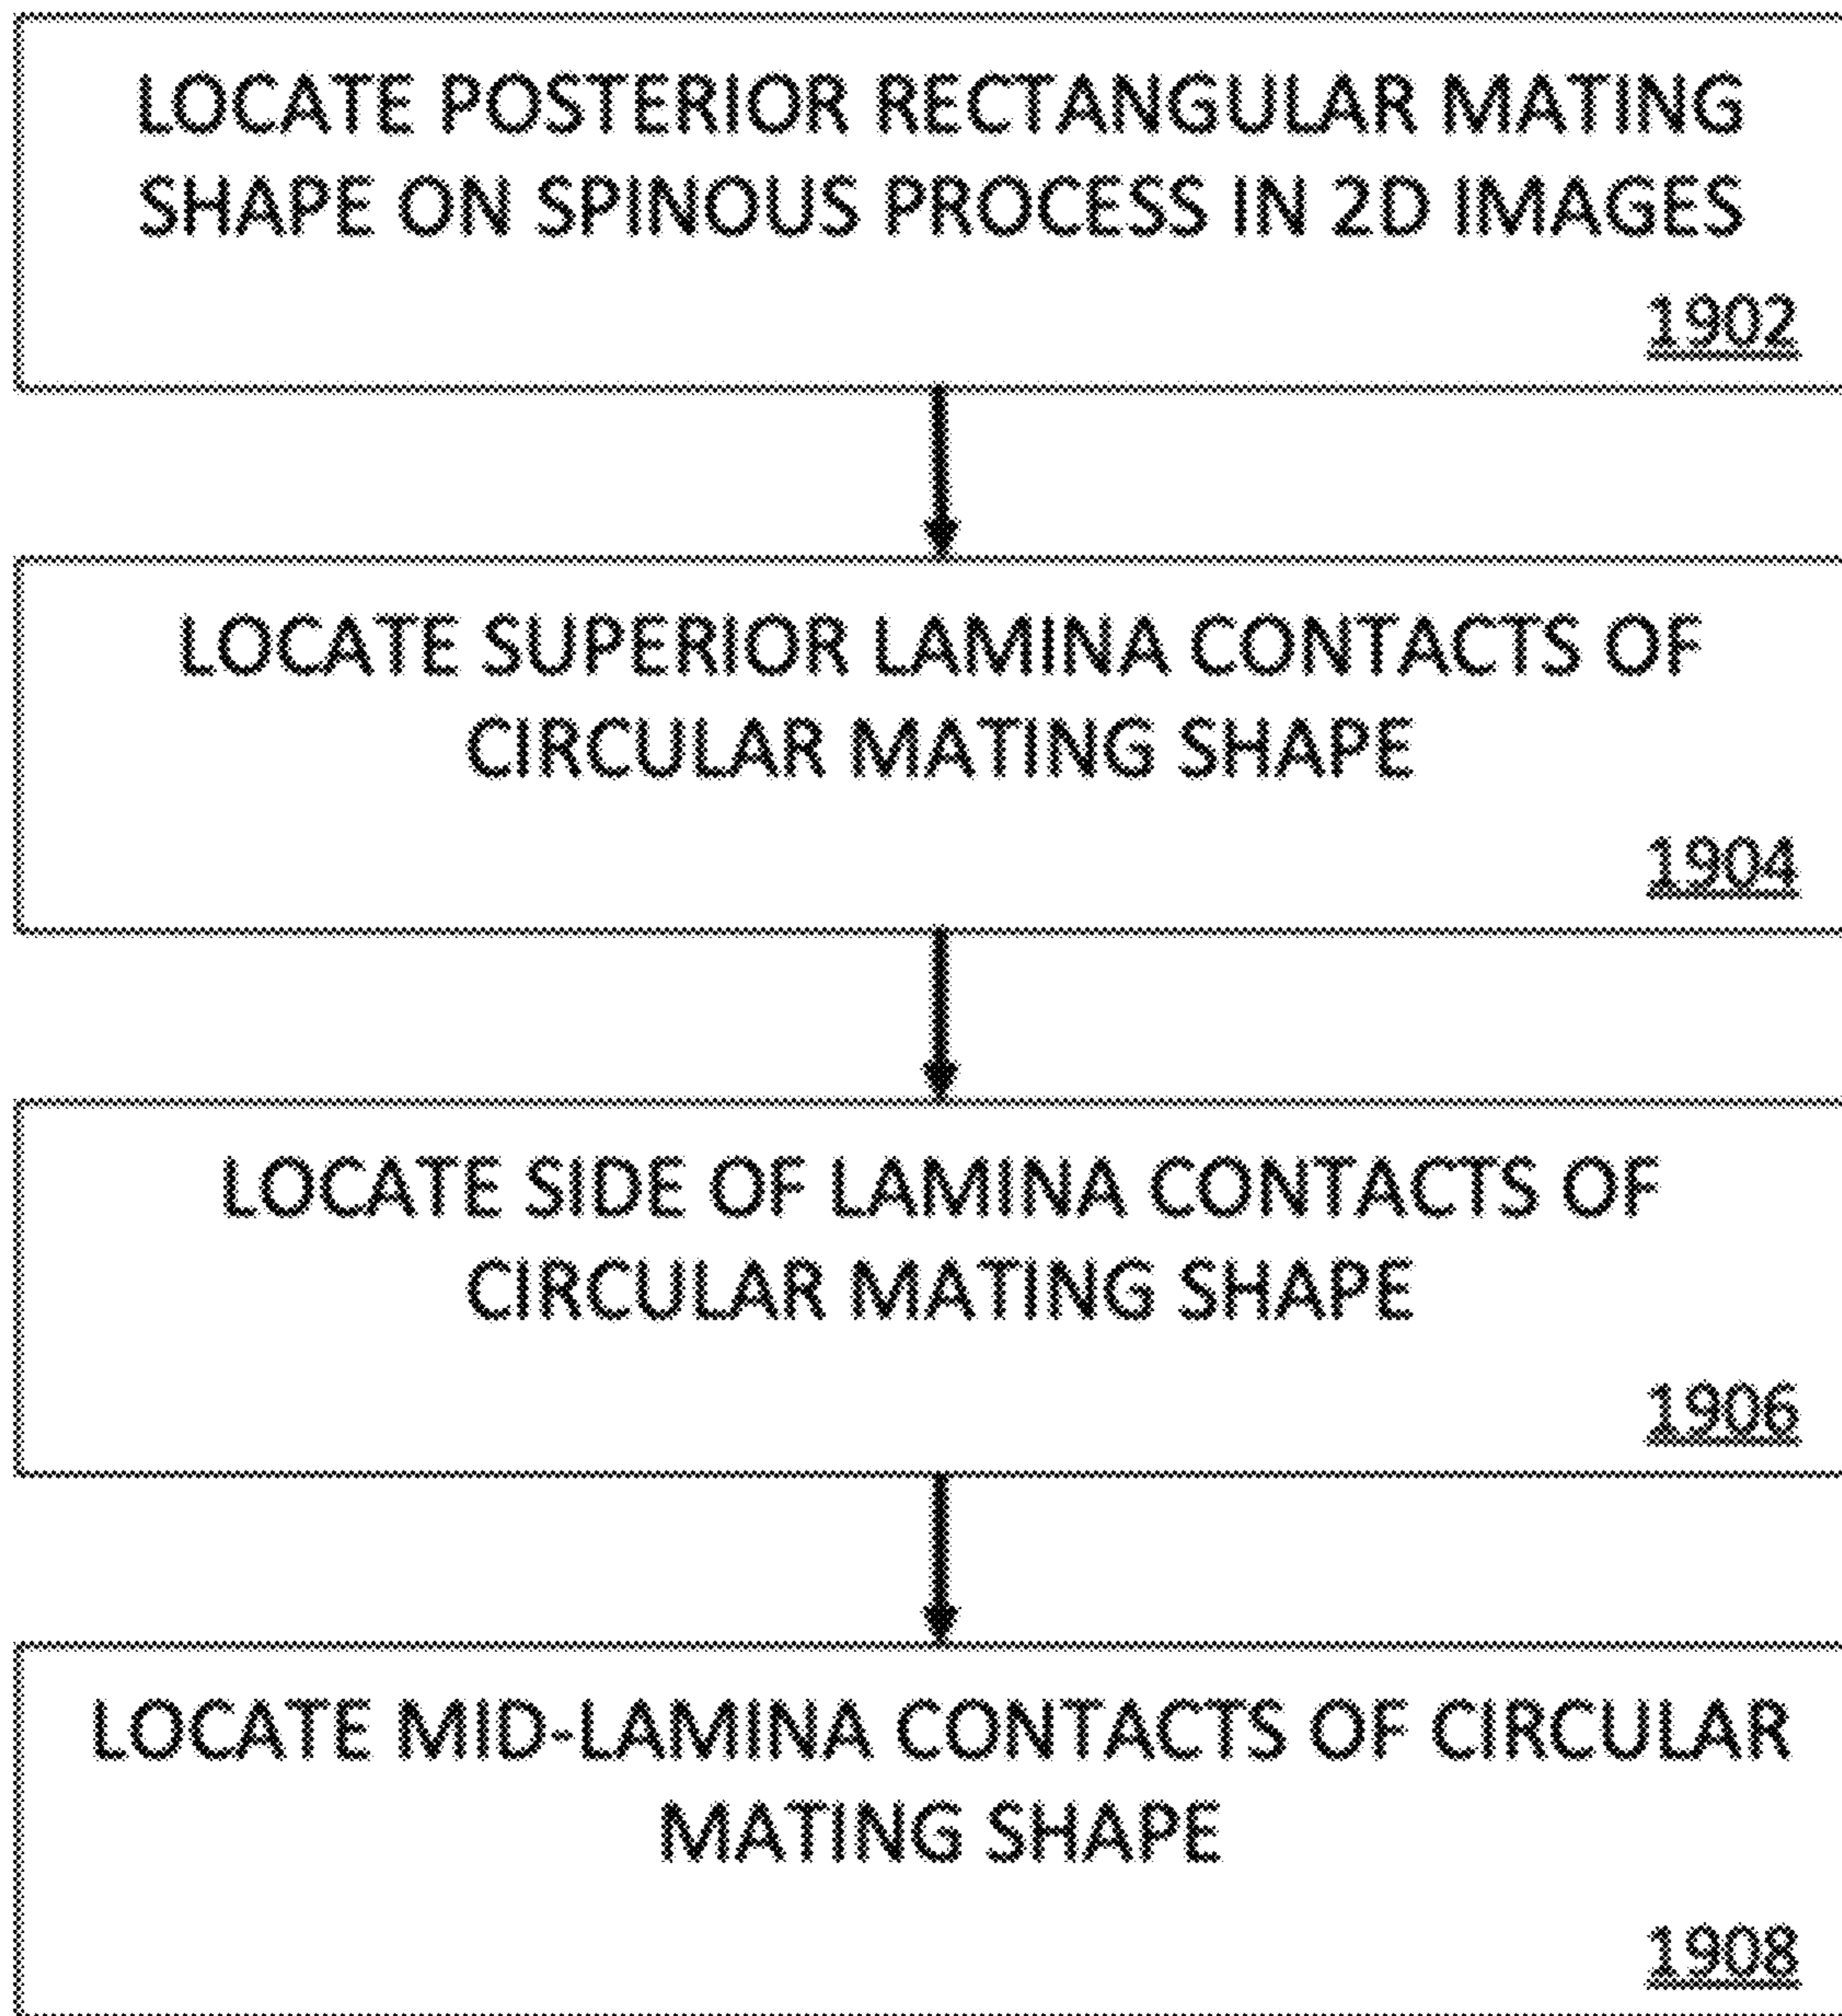 LOCATE POSTERIOR RECTANGULAR MATING
SHAPE ON SPINOUS PROCESS IN 2D IMAGES
1902
LOCATE SUPERIOR LAMINA CONTACTS OF
CIRCULAR MATING SHAPE
1904
LOCATE SIDE OF LAMINA CONTACTS OF
CIRCULAR MATING SHAPE
1906
LOCATE MID-LAMINA CONTACTS OF CIRCULAR
MATING SHAPE
1908